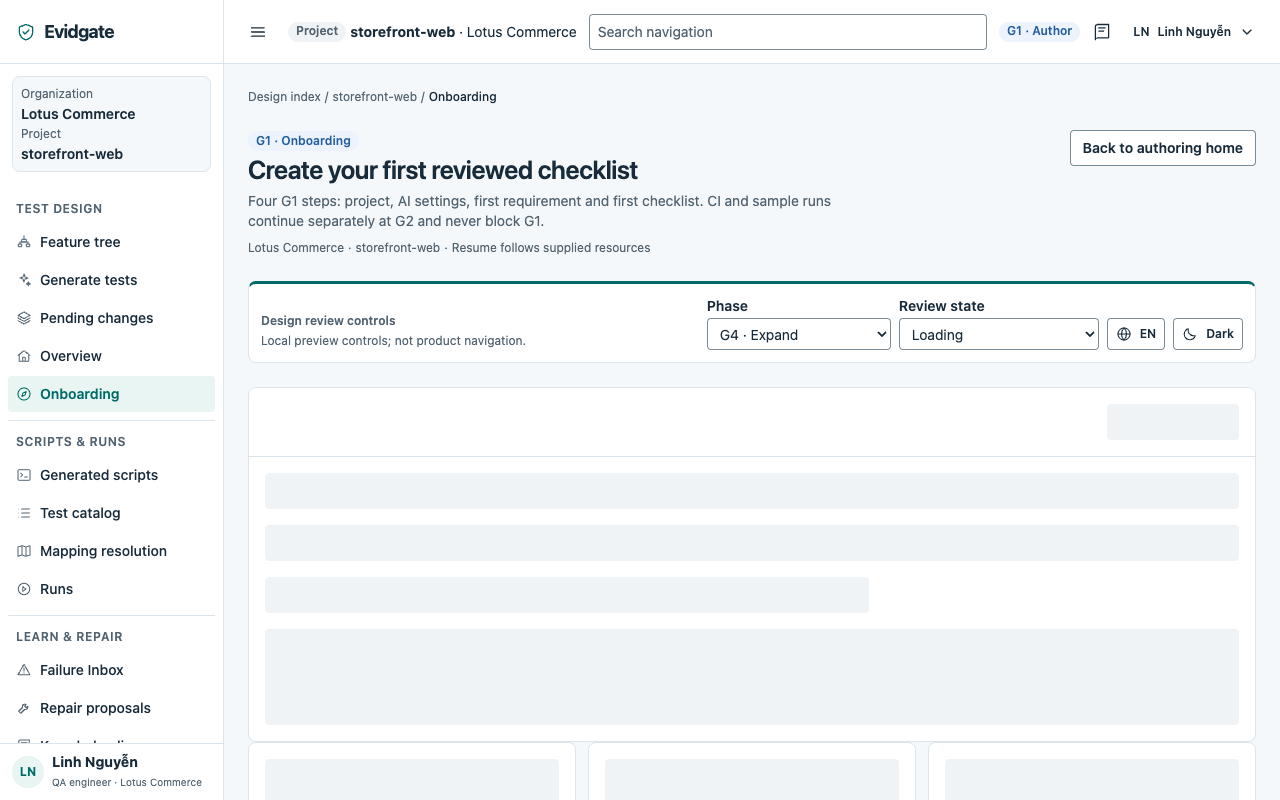 Evidgate
Project storefront-web · Lotus Commerce
Search navigation
G1 · Author
LN Linh Nguyễn
Organization
Lotus Commerce
Project
storefront-web
TEST DESIGN
Feature tree
Generate tests
Pending changes
Overview
Onboarding
SCRIPTS & RUNS
Generated scripts
Test catalog
Mapping resolution
Runs
LEARN & REPAIR
Failure Inbox
Repair proposals
LN
Linh Nguyễn
QA engineer · Lotus Commerce
Design index / storefront-web / Onboarding
G1 · Onboarding
Create your first reviewed checklist
Four G1 steps: project, AI settings, first requirement and first checklist. CI and sample runs
continue separately at G2 and never block G1.
Lotus Commerce · storefront-web · Resume follows supplied resources
Back to authoring home
Design review controls
Local preview controls; not product navigation.
Phase
G4 · Expand
Review state
Loading
EN
Dark